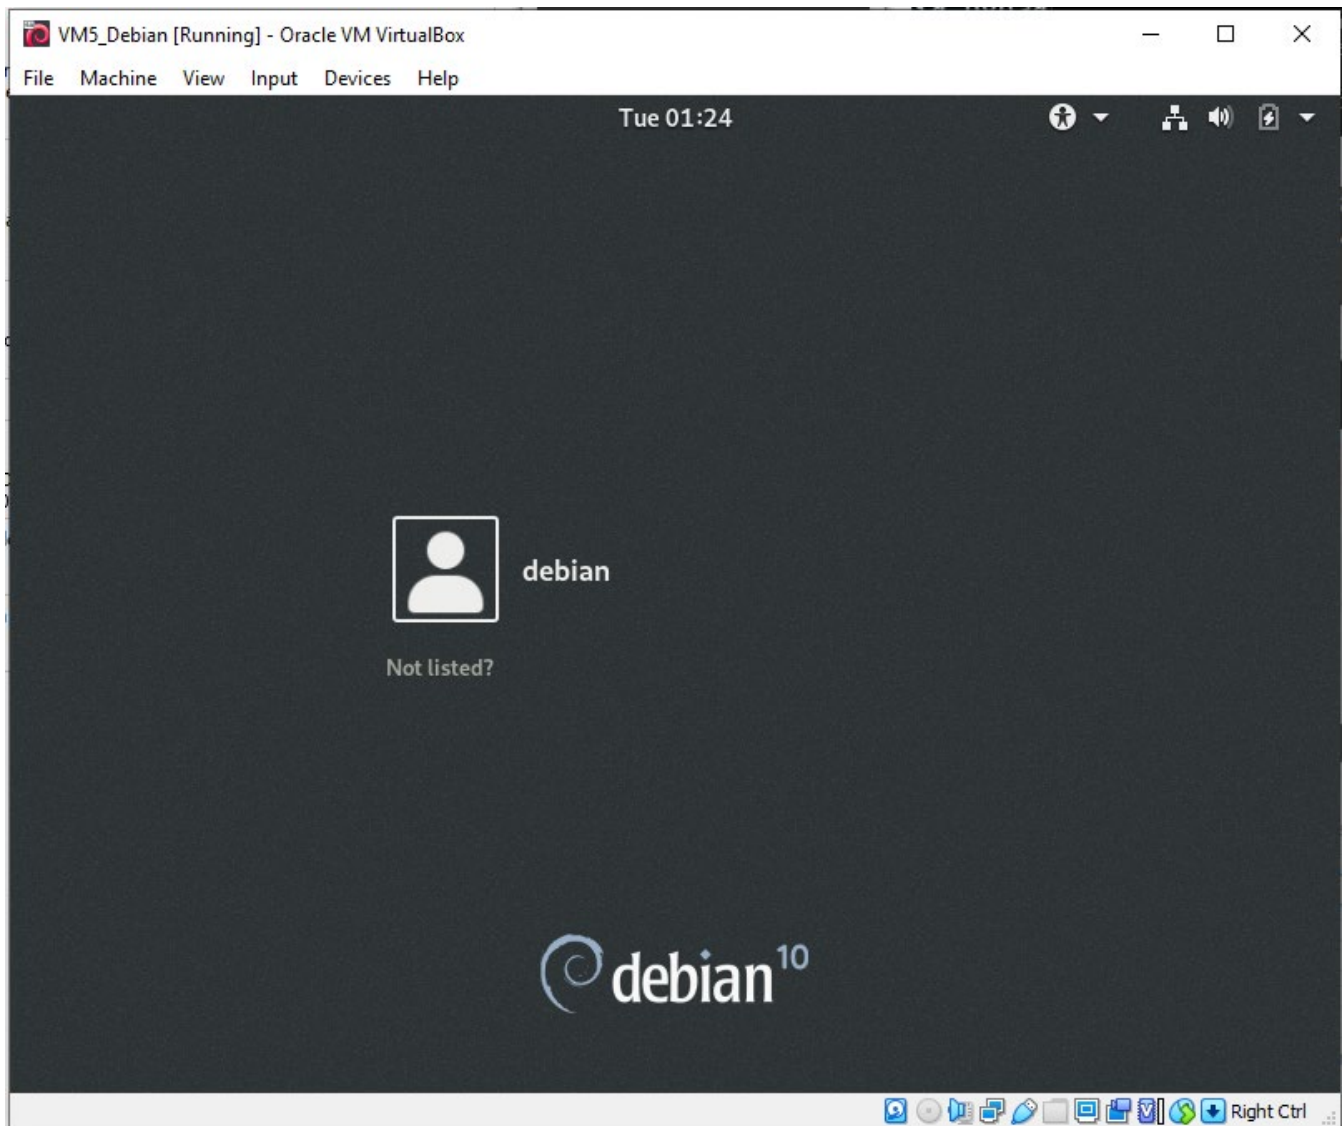 VM5_Debian [Running] - Oracle VM VirtualBox
File Machine View Input Devices Help
Tue 01:24
debian
Not listed?
debian 10
Right Ctrl